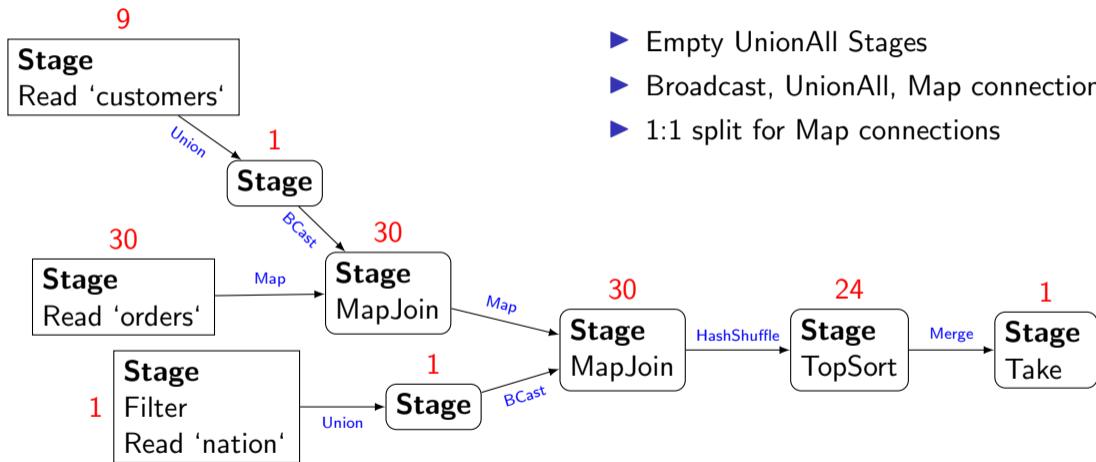 9
Stage
Read ‘customers‘
▶ Empty UnionAll Stages
▶ Broadcast, UnionAll, Map connection
▶ 1:1 split for Map connections
Union
1
Stage
BCast
30
Stage
Read ‘orders‘
Map
30
Stage
MapJoin
Map
1
Stage
Filter
Read ‘nation‘
Union
1
Stage
BCast
30
Stage
MapJoin
HashShuffle
24
Stage
TopSort
Merge
1
Stage
Take